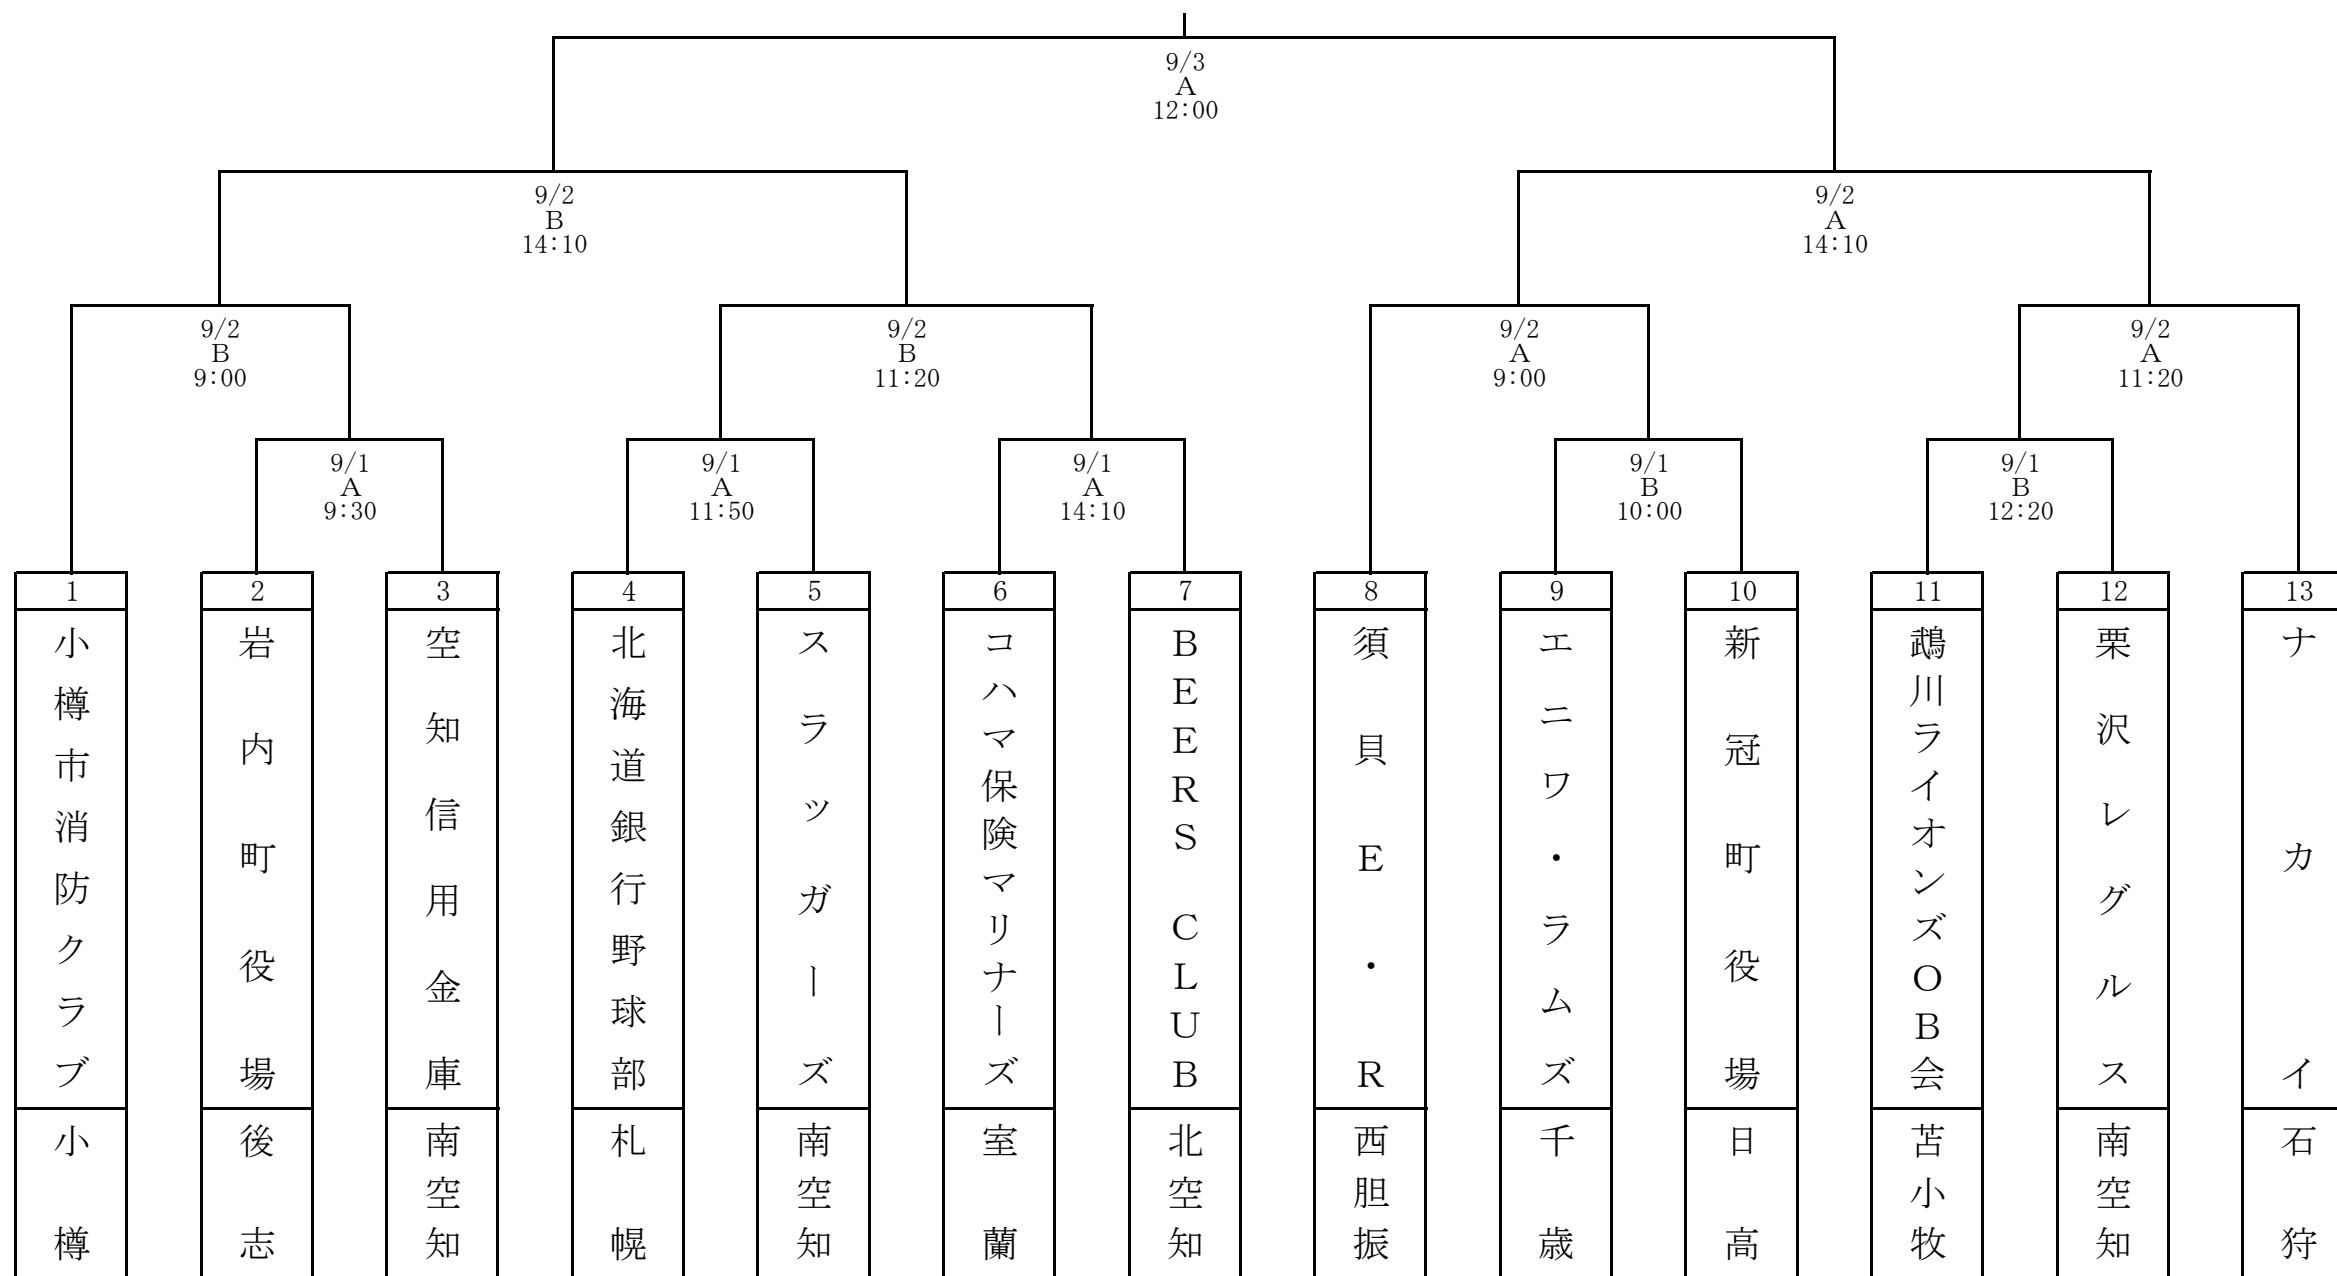 9/3
A
12:00
9/2
B
14:10
9/2
A
14:10
9/2
B
9:00
9/2
B
11:20
9/2
A
9:00
9/2
A
11:20
9/1
A
9:30
9/1
A
11:50
9/1
A
14:10
9/1
B
10:00
9/1
B
12:20
1
小樽市消防クラブ
小樽
2
岩内町役場
後志
3
空知信用金庫
南空知
4
北海道銀行野球部
札幌
5
スラッガーズ
南空知
6
コハマ保険マリナーズ
室蘭
7
BEERS CLUB
北空知
8
須貝E・R
西胆振
9
エニワ・ラムズ
千歳
10
新冠町役場
日高
11
鵡川ライオンズOB会
苫小牧
12
栗沢レグルス
南空知
13
ナカイ
石狩